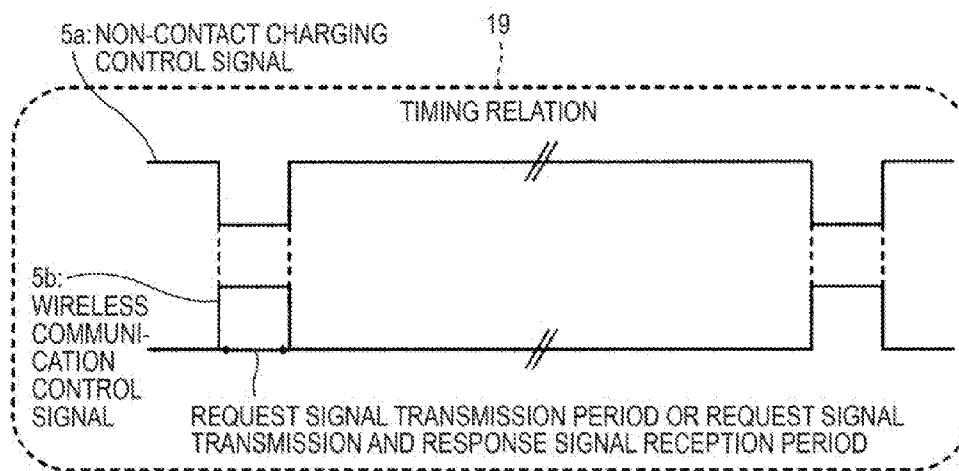 19
5a: NON-CONTACT CHARGING
CONTROL SIGNAL
TIMING RELATION
5b:
WIRELESS
COMMUNI-
CATION
CONTROL
SIGNAL
REQUEST SIGNAL TRANSMISSION PERIOD OR REQUEST SIGNAL
TRANSMISSION AND RESPONSE SIGNAL RECEPTION PERIOD